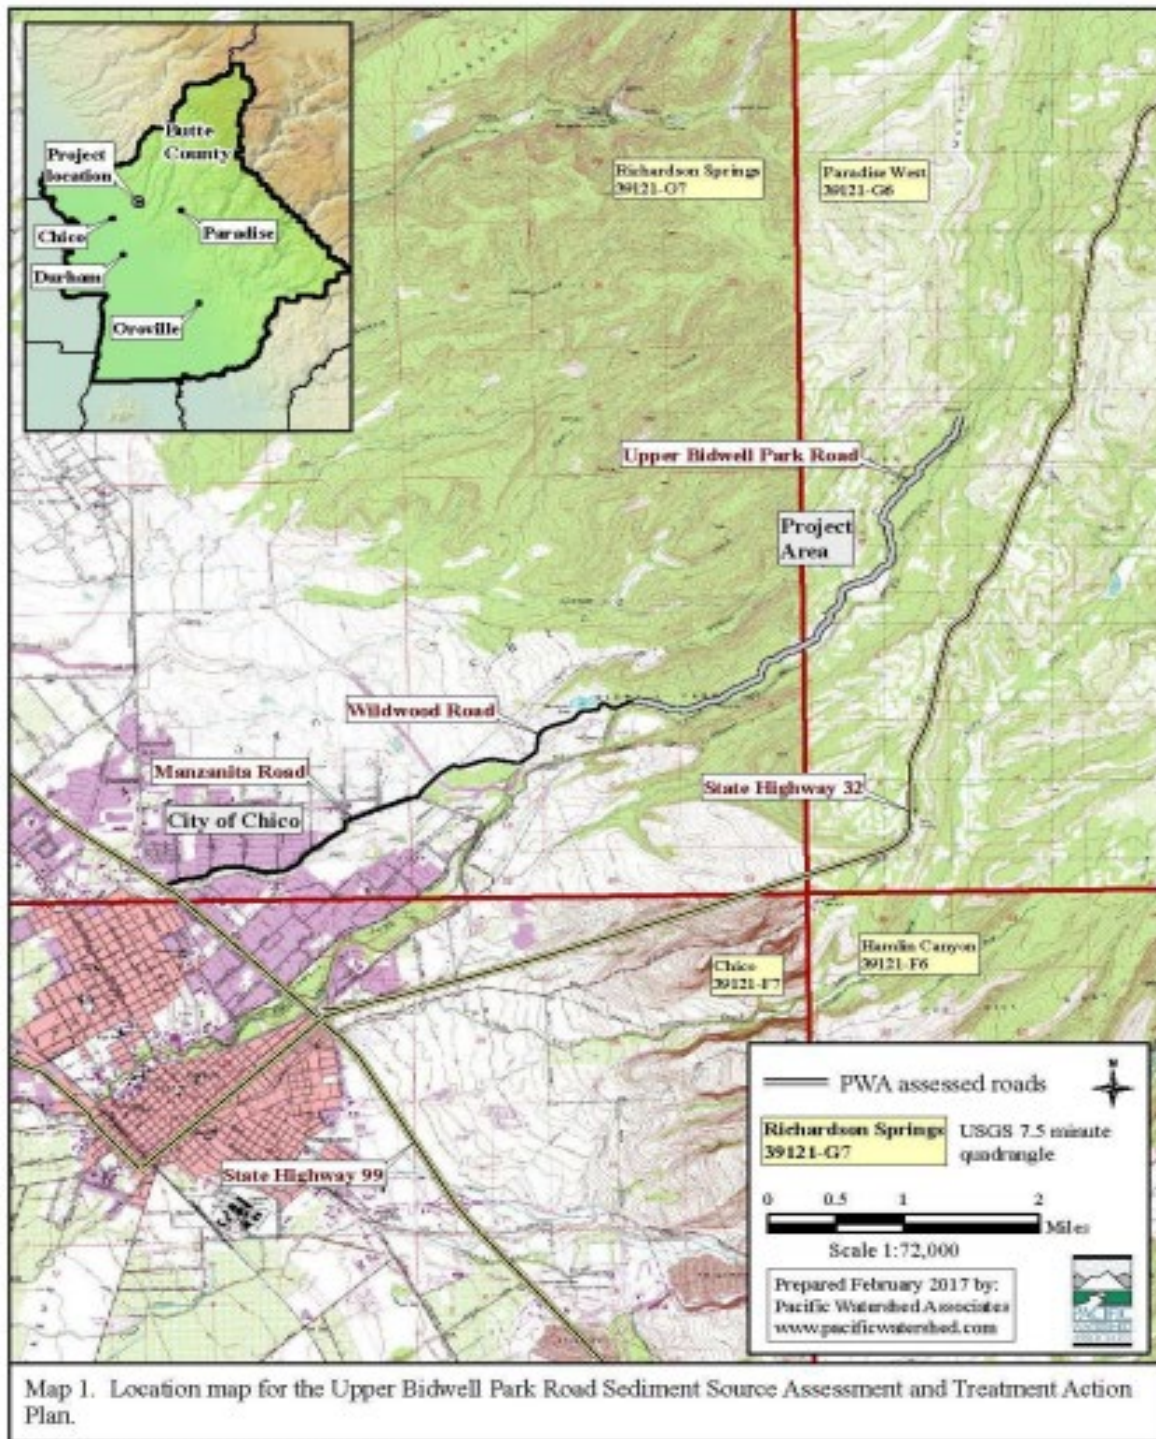 Butte
County
Project
location
Chico
Paradise
Durham
Oroville
Richardson Springs
39121-G7
Paradise West
39121-G6
Upper Bidwell Park Road
Project
Area
Wildwood Road
Manzanita Road
City of Chico
State Highway 32
Chico
39121-F7
Hamlin Canyon
39121-F6
State Highway 99
N
PWA assessed roads
Richardson Springs
39121-G7
USGS 7.5 minute
quadrangle
0 0.5 1 2
Miles
Scale 1:72,000
Prepared February 2017 by:
Pacific Watershed Associates
www.pacificwatershed.com
PACIFIC
WATERSHED
Map 1. Location map for the Upper Bidwell Park Road Sediment Source Assessment and Treatment Action
Plan.